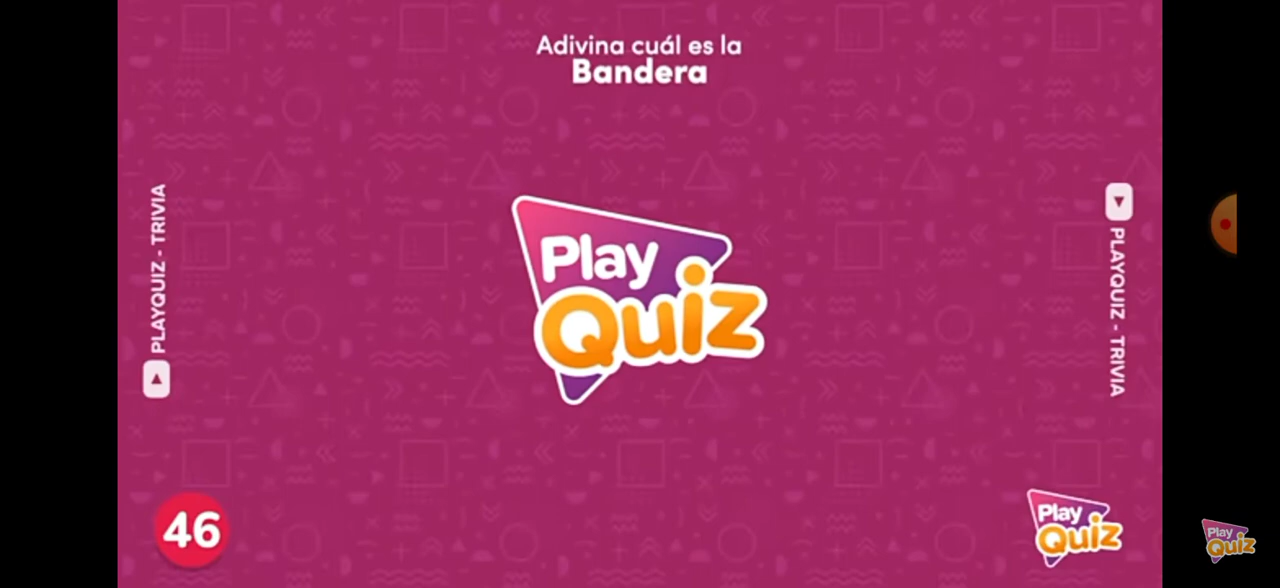 Adivina cuál es la
Bandera
PLAYQUIZ - TRIVIA
Play
Quiz
PLAYQUIZ - TRIVIA
46
Play
Quiz
Play
Quiz